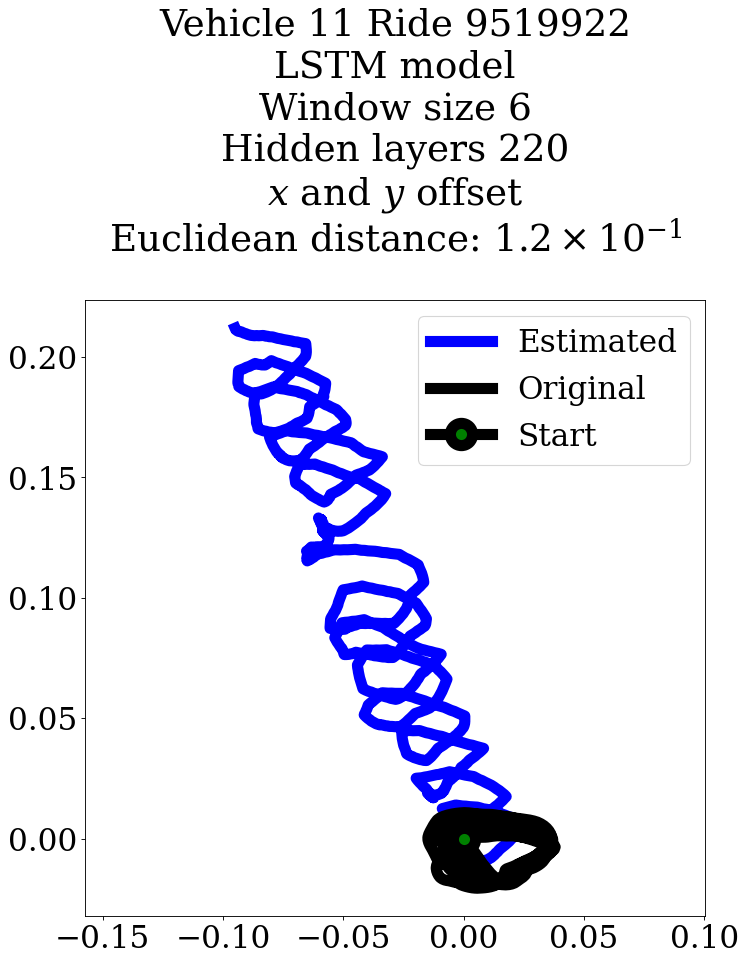 Vehicle 11 Ride 9519922
LSTM model
Window size 6
Hidden layers 220
x and y offset
Euclidean distance: 1.2 × 10⁻¹
Estimated
Original
Start
0.20
0.15
0.10
0.05
0.00
−0.15 −0.10 −0.05 0.00 0.05 0.10